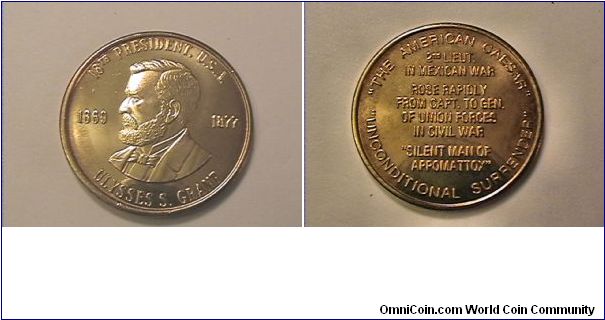 18TH PRESIDENT, U.S.A.
1869 1877
ULYSSES S. GRANT
"THE AMERICAN CAESAR"
2ND LIEUT.
IN MEXICAN WAR
ROSE RAPIDLY
FROM CAPT. TO GEN.
OF UNION FORCES
IN CIVIL WAR
"SILENT MAN OF
APPOMATTOX"
"UNCONDITIONAL SURRENDER"
OmniCoin.com World Coin Community